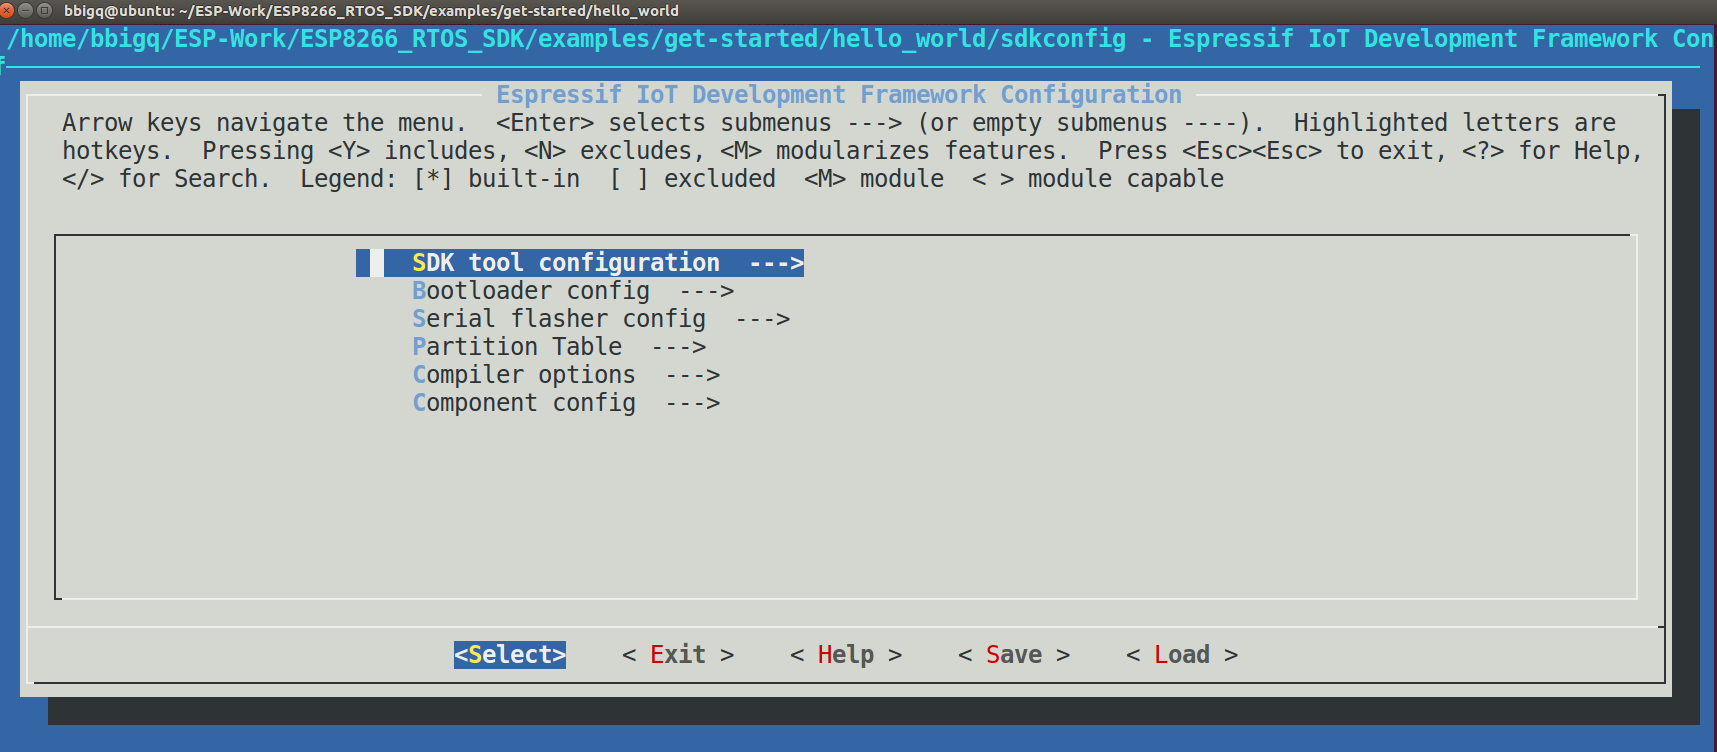 bbigq@ubuntu: ~/ESP-Work/ESP8266_RTOS_SDK/examples/get-started/hello_world
/home/bbigq/ESP-Work/ESP8266_RTOS_SDK/examples/get-started/hello_world/sdkconfig - Espressif IoT Development Framework Con
f
Espressif IoT Development Framework Configuration
Arrow keys navigate the menu.  <Enter> selects submenus ---> (or empty submenus ----).  Highlighted letters are
hotkeys.  Pressing <Y> includes, <N> excludes, <M> modularizes features.  Press <Esc><Esc> to exit, <?> for Help,
</> for Search.  Legend: [*] built-in  [ ] excluded  <M> module  < > module capable
SDK tool configuration  --->
Bootloader config  --->
Serial flasher config  --->
Partition Table  --->
Compiler options  --->
Component config  --->
<Select>    < Exit >    < Help >    < Save >    < Load >